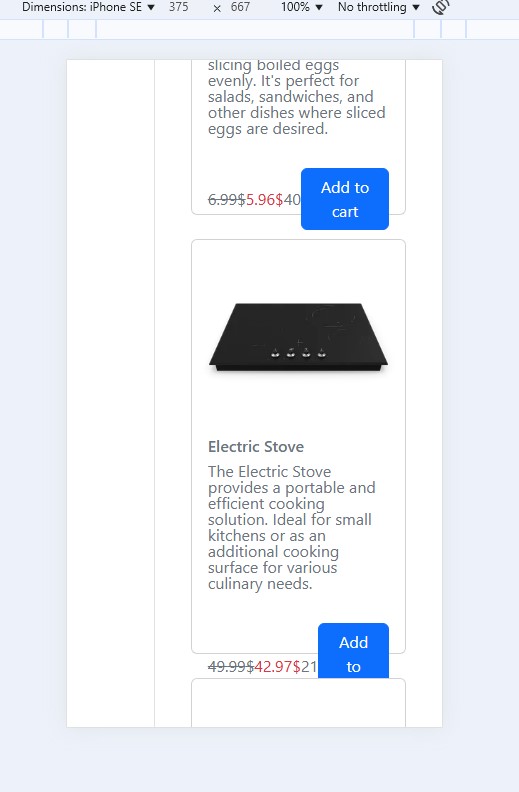 Dimensions: iPhone SE ▼ 375 × 667 100% ▼ No throttling ▼
slicing boiled eggs
evenly. It's perfect for
salads, sandwiches, and
other dishes where sliced
eggs are desired.
6.99$5.96$40
Add to
cart
Electric Stove
The Electric Stove
provides a portable and
efficient cooking
solution. Ideal for small
kitchens or as an
additional cooking
surface for various
culinary needs.
49.99$42.97$21
Add
to